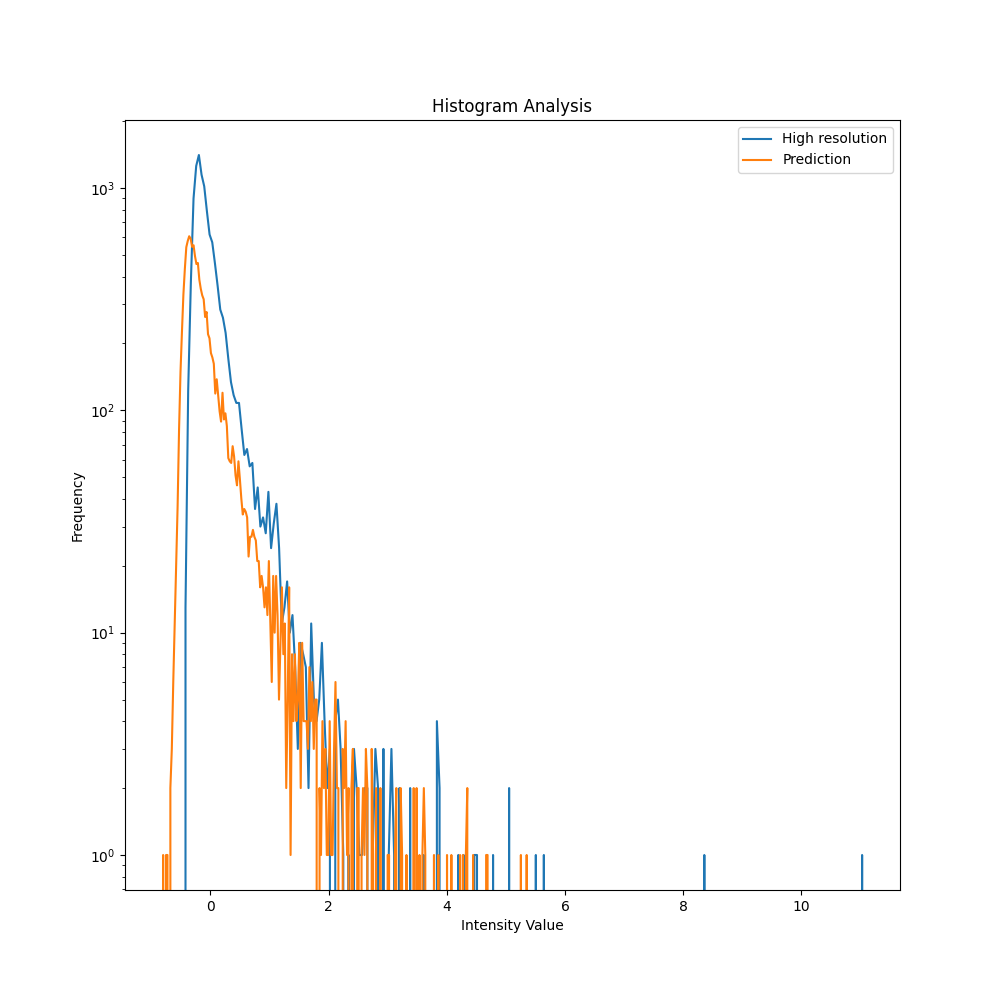 Histogram Analysis
High resolution
Prediction
10³
10²
10¹
10⁰
Frequency
0 2 4 6 8 10
Intensity Value